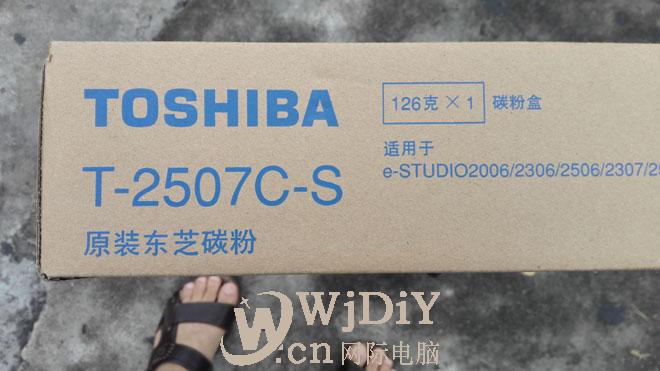 TOSHIBA
126克×1 碳粉盒
适用于
T-2507C-S
e-STUDIO2006/2306/2506/2307/2
原装东芝碳粉
WjDiY
.cn 网际电脑